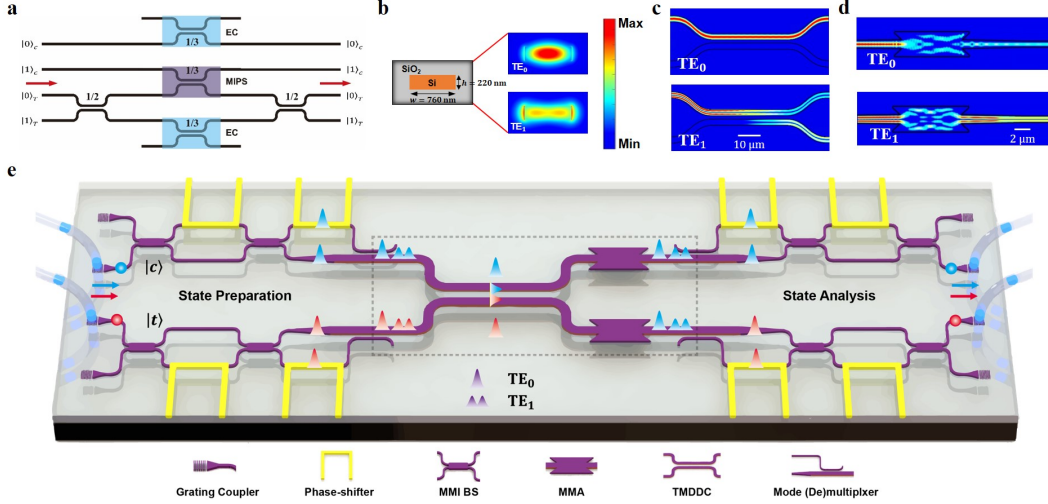 a
|0⟩c
EC
1/3
|0⟩c
|1⟩c
1/3
|1⟩c
MIPS
|0⟩T
1/2
1/2
|0⟩T
|1⟩T
1/3
|1⟩T
EC
b
SiO2
Si
h = 220 nm
w = 760 nm
TE0
TE1
Max
Min
c
TE0
TE1
10 μm
d
TE0
TE1
2 μm
e
|c⟩
State Preparation
State Analysis
|t⟩
TE0
TE1
Grating Coupler
Phase-shifter
MMI BS
MMA
TMDDC
Mode (De)multiplxer